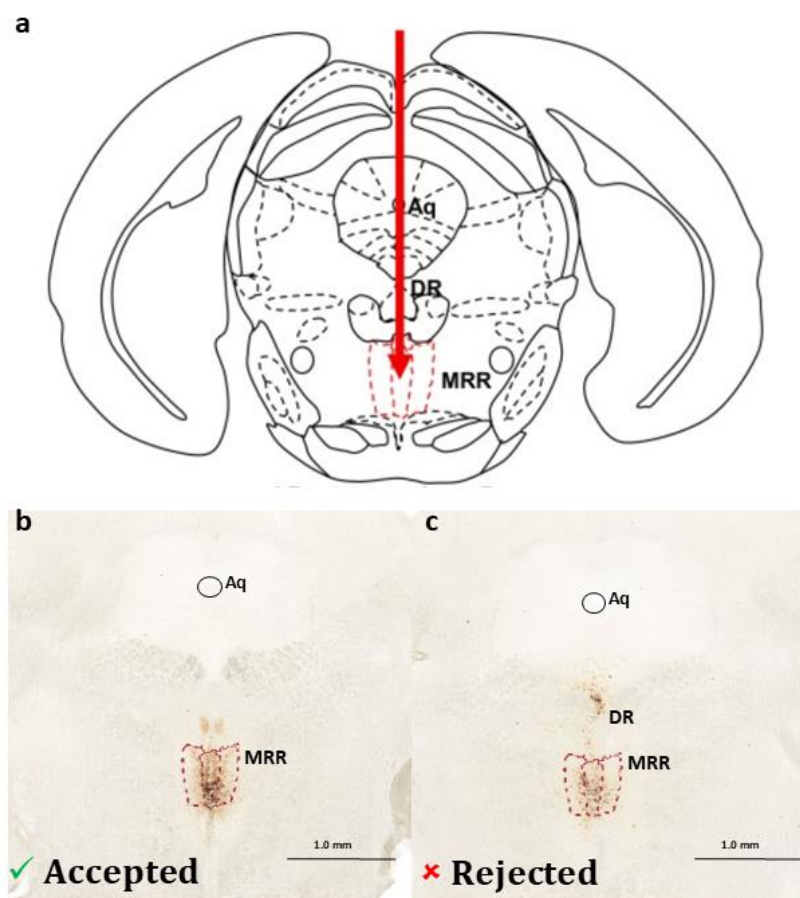 a
Aq
DR
MRR
b
c
Aq
Aq
DR
MRR
MRR
1.0 mm
1.0 mm
✓ Accepted
✗ Rejected